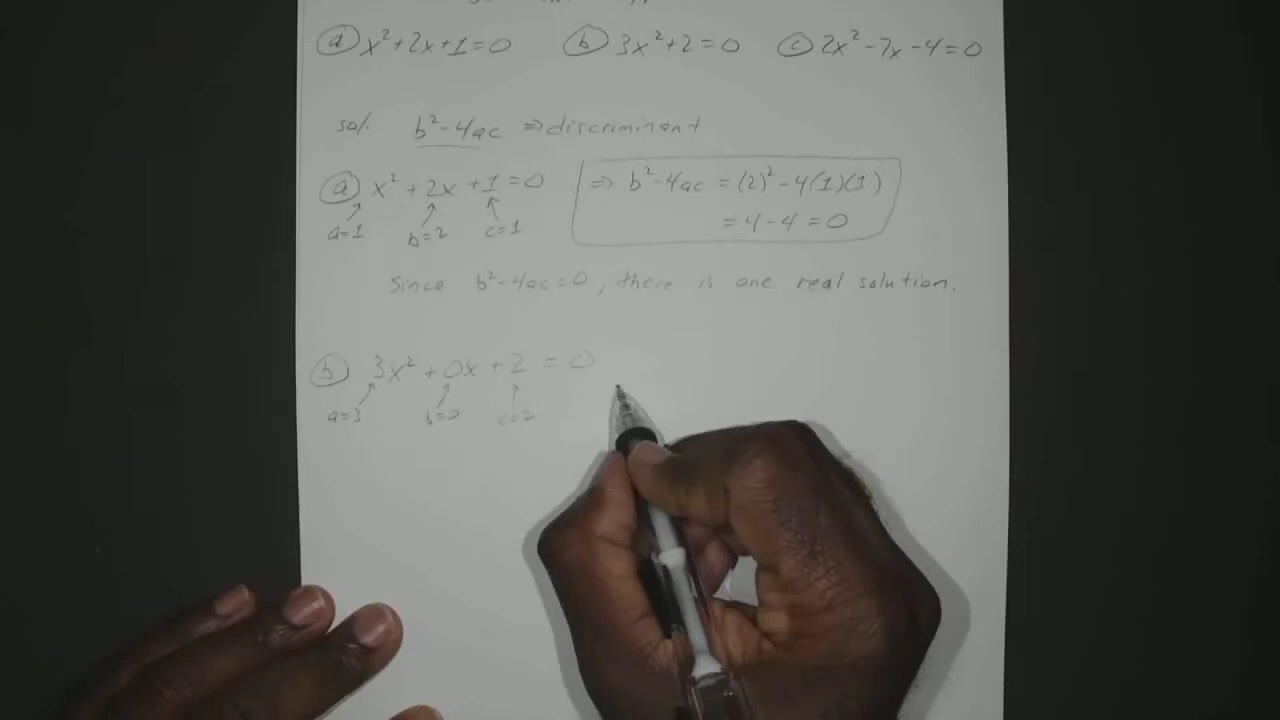 ⓐ x²+2x+1=0 ⓑ 3x²+2=0 ⓒ 2x²-7x-4=0
sol. b²-4ac ⇒ discriminant
ⓐ x² +2x +1 =0 ⇒ b²-4ac = (2)² - 4(1)(1)
a=1 b=2 c=1 = 4-4 = 0
Since b²-4ac=0, there is one real solution.
ⓑ 3x² +0x +2 = 0
a=3 b=0 c=2